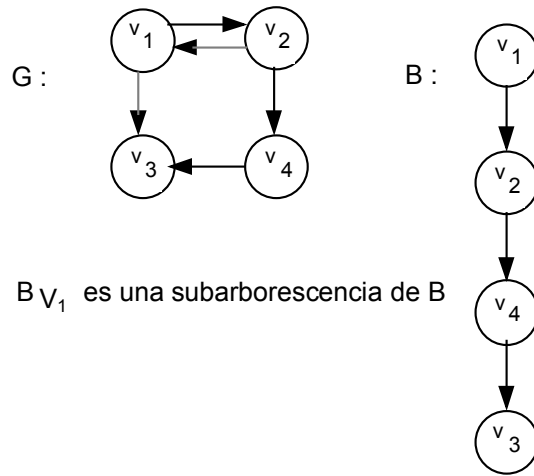 G :
v1
v2
v3
v4
B V1 es una subarborescencia de B
B :
v1
v2
v4
v3